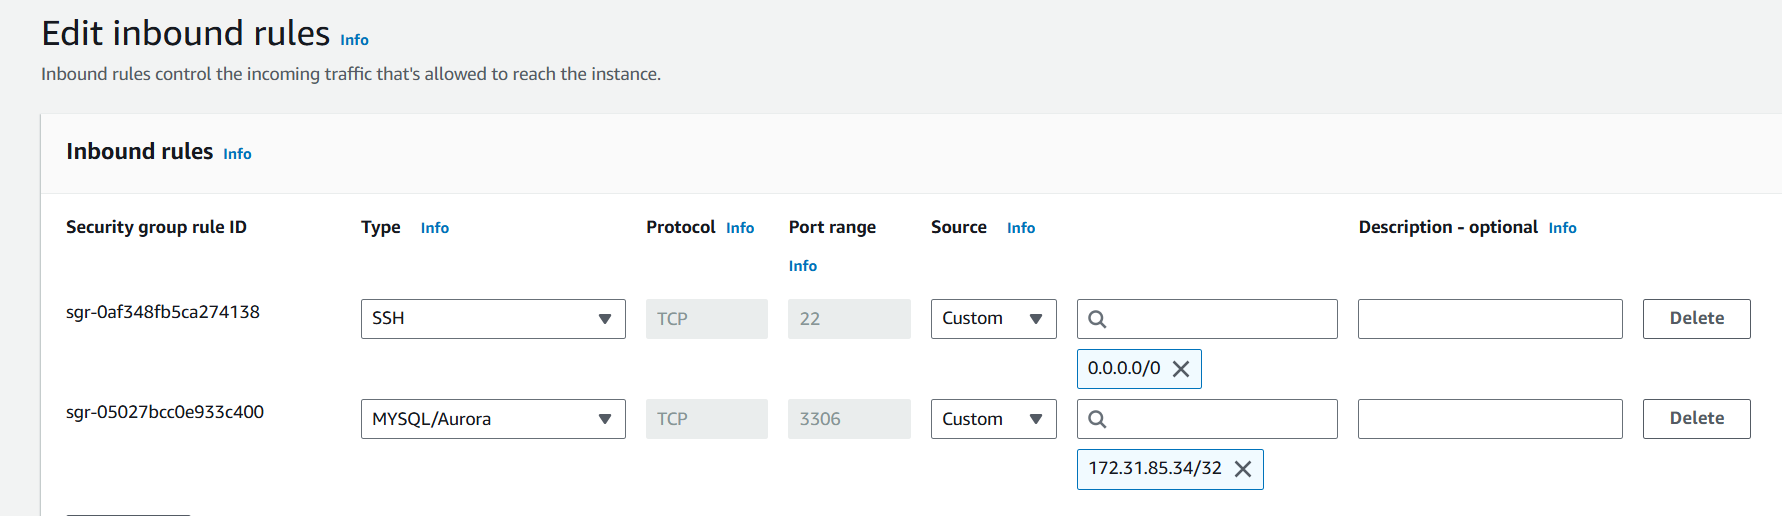 Edit inbound rules Info
Inbound rules control the incoming traffic that's allowed to reach the instance.
Inbound rules Info
Security group rule ID Type Info Protocol Info Port range Info Source Info Description - optional Info
sgr-0af348fb5ca274138 SSH TCP 22 Custom Delete
0.0.0.0/0
sgr-05027bcc0e933c400 MYSQL/Aurora TCP 3306 Custom Delete
172.31.85.34/32